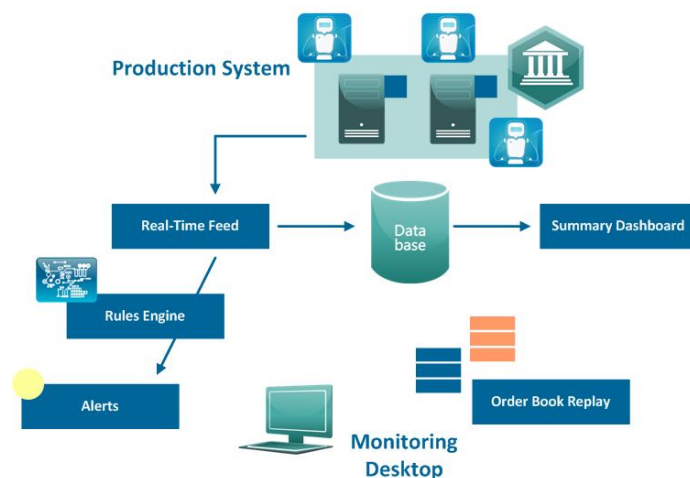 Production System
Real-Time Feed
Data
base
Summary Dashboard
Rules Engine
Alerts
Order Book Replay
Monitoring
Desktop